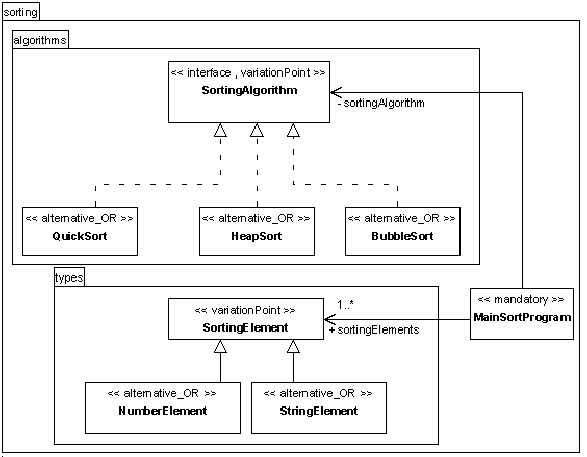 sorting
algorithms
<< interface , variationPoint >>
SortingAlgorithm
- sortingAlgorithm
<< alternative_OR >>
QuickSort
<< alternative_OR >>
HeapSort
<< alternative_OR >>
BubbleSort
types
<< variationPoint >>
SortingElement
1..*
+ sortingElements
<< mandatory >>
MainSortProgram
<< alternative_OR >>
NumberElement
<< alternative_OR >>
StringElement